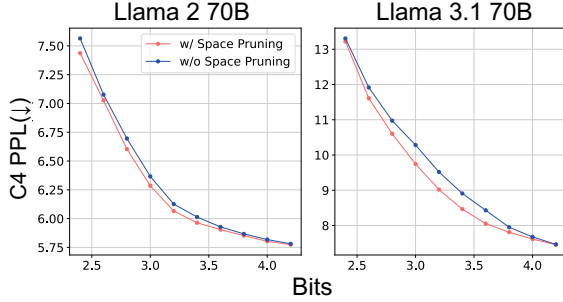 Llama 2 70B
Llama 3.1 70B
C4 PPL(↓)
7.50
7.25
7.00
6.75
6.50
6.25
6.00
5.75
w/ Space Pruning
w/o Space Pruning
2.5 3.0 3.5 4.0
13
12
11
10
9
8
2.5 3.0 3.5 4.0
Bits